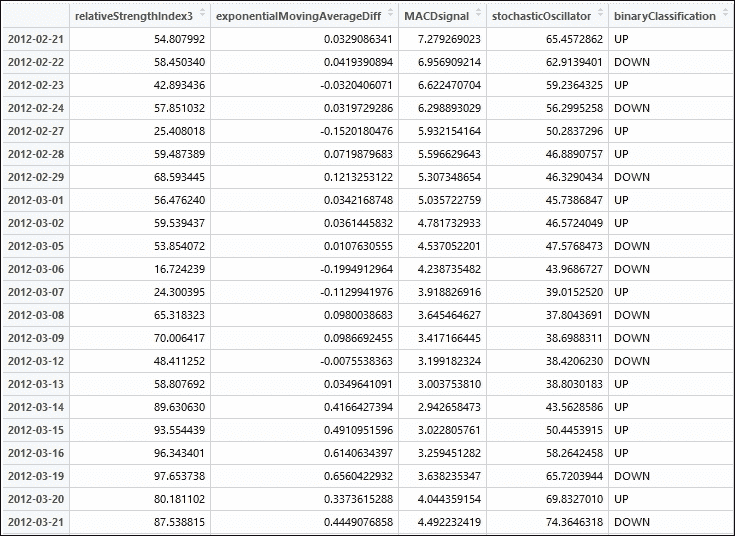 relativeStrengthIndex3 exponentialMovingAverageDiff MACDsignal stochasticOscillator binaryClassification
2012-02-21 54.807992 0.0329086341 7.279269023 65.4572862 UP
2012-02-22 58.450340 0.0419390894 6.956909214 62.9139401 DOWN
2012-02-23 42.893436 -0.0320406071 6.622470704 59.2364325 UP
2012-02-24 57.851032 0.0319729286 6.298893029 56.2995258 DOWN
2012-02-27 25.408018 -0.1520180476 5.932154164 50.2837296 UP
2012-02-28 59.487389 0.0719879683 5.596629643 46.8890757 UP
2012-02-29 68.593445 0.1213253122 5.307348654 46.3290434 DOWN
2012-03-01 56.476240 0.0342168748 5.035722759 45.7386847 UP
2012-03-02 59.539437 0.0361445832 4.781732933 46.5724049 UP
2012-03-05 53.854072 0.0107630555 4.537052201 47.5768473 DOWN
2012-03-06 16.724239 -0.1994912964 4.238735482 43.9686727 DOWN
2012-03-07 24.300395 -0.1129941976 3.918826916 39.0152520 UP
2012-03-08 65.318323 0.0980038683 3.645464627 37.8043691 DOWN
2012-03-09 70.006417 0.0986692455 3.417166445 38.6988311 DOWN
2012-03-12 48.411252 -0.0075538363 3.199182324 38.4206230 DOWN
2012-03-13 58.807692 0.0349641091 3.003753810 38.8030183 UP
2012-03-14 89.630630 0.4166427394 2.942658473 43.5628586 UP
2012-03-15 93.554439 0.4910951596 3.022805761 50.4453915 UP
2012-03-16 96.343401 0.6140634397 3.259451282 58.2642458 UP
2012-03-19 97.653738 0.6560422932 3.638235347 65.7203944 DOWN
2012-03-20 80.181102 0.3373615288 4.044359154 69.8327010 UP
2012-03-21 87.538815 0.4449076858 4.492232419 74.3646318 DOWN